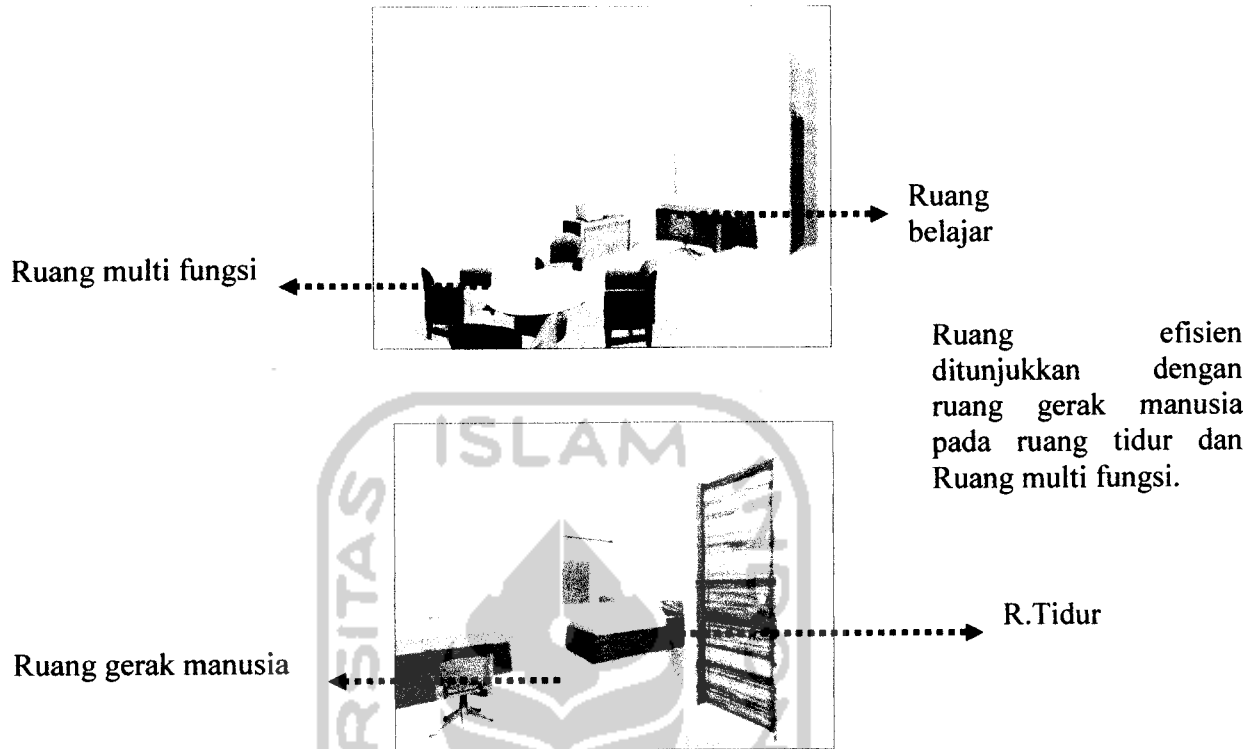 Ruang
belajar
Ruang multi fungsi
Ruang efisien
ditunjukkan dengan
ruang gerak manusia
pada ruang tidur dan
Ruang multi fungsi.
ISLAM
R.Tidur
Ruang gerak manusia